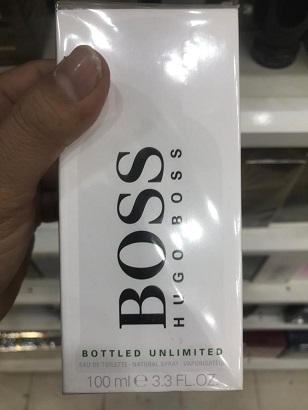 BOSS
HUGO BOSS
BOTTLED UNLIMITED
EAU DE TOILETTE · NATURAL SPRAY · VAPORISATEUR
100 ml ℮ 3.3 FL.OZ.